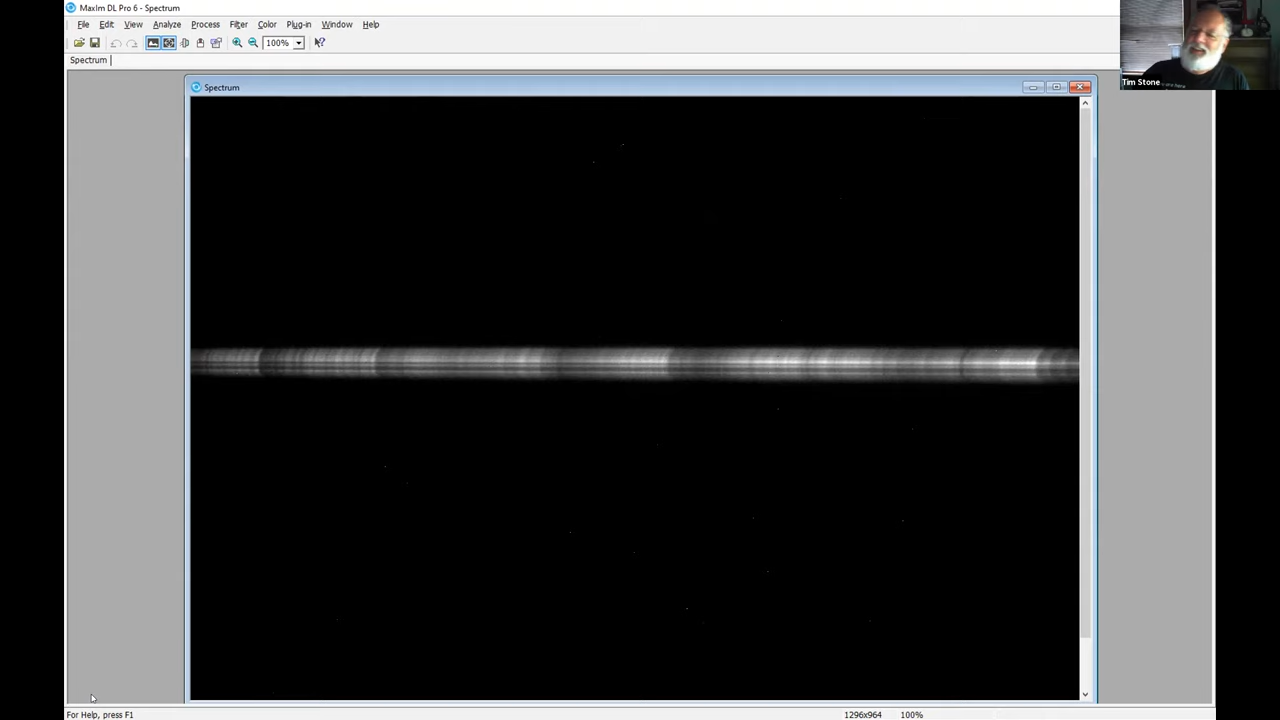 MaxIm DL Pro 6 - Spectrum
File Edit View Analyze Process Filter Color Plug-in Window Help
100%
Spectrum
Spectrum
Tim Stone
For Help, press F1
1296x964 100%